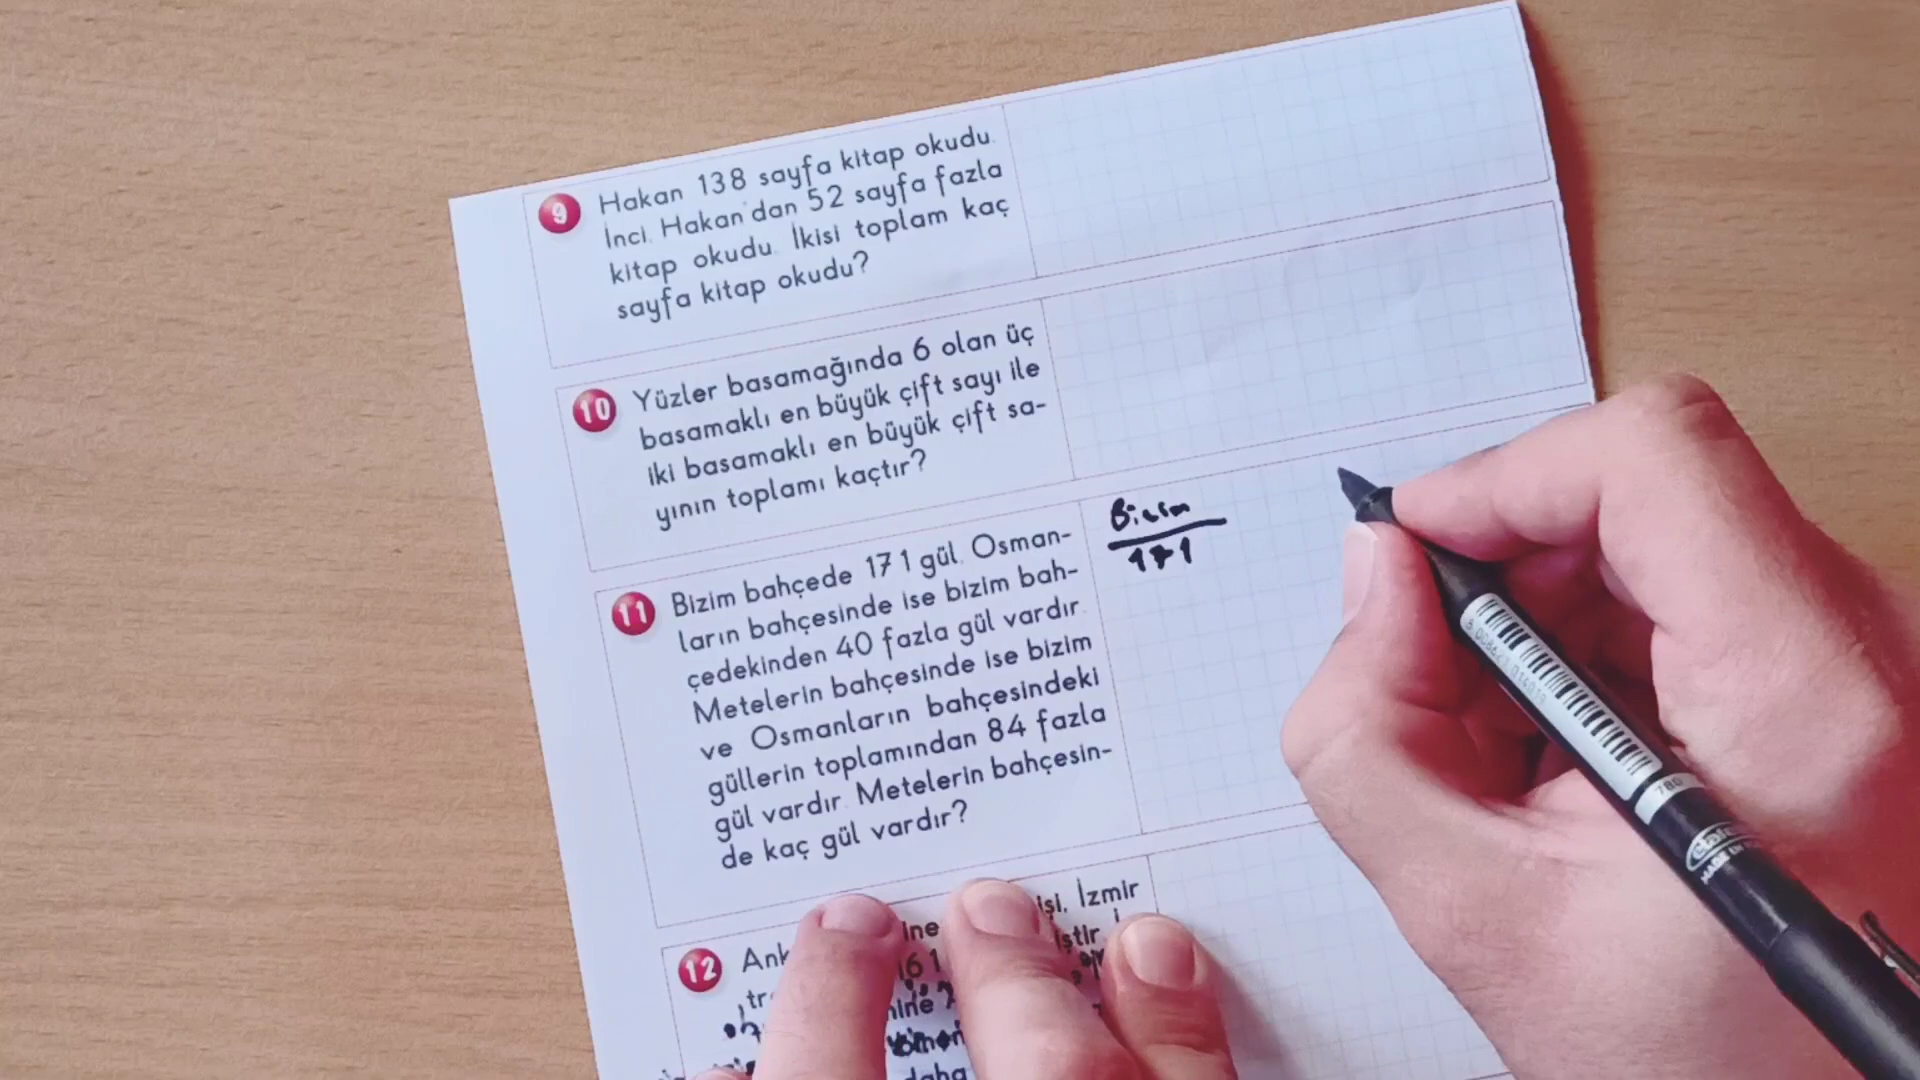 9
Hakan 138 sayfa kitap okudu.
İnci, Hakan'dan 52 sayfa fazla
kitap okudu. İkisi toplam kaç
sayfa kitap okudu?
10
Yüzler basamağında 6 olan üç
basamaklı en büyük çift sayı ile
iki basamaklı en büyük çift sa-
yının toplamı kaçtır?
11
Bizim bahçede 171 gül, Osman-
ların bahçesinde ise bizim bah-
çedekinden 40 fazla gül vardır.
Metelerin bahçesinde ise bizim
ve Osmanların bahçesindeki
güllerin toplamından 84 fazla
gül vardır. Metelerin bahçesin-
de kaç gül vardır?
Bizim
171
12
İzmir
161
daha
780